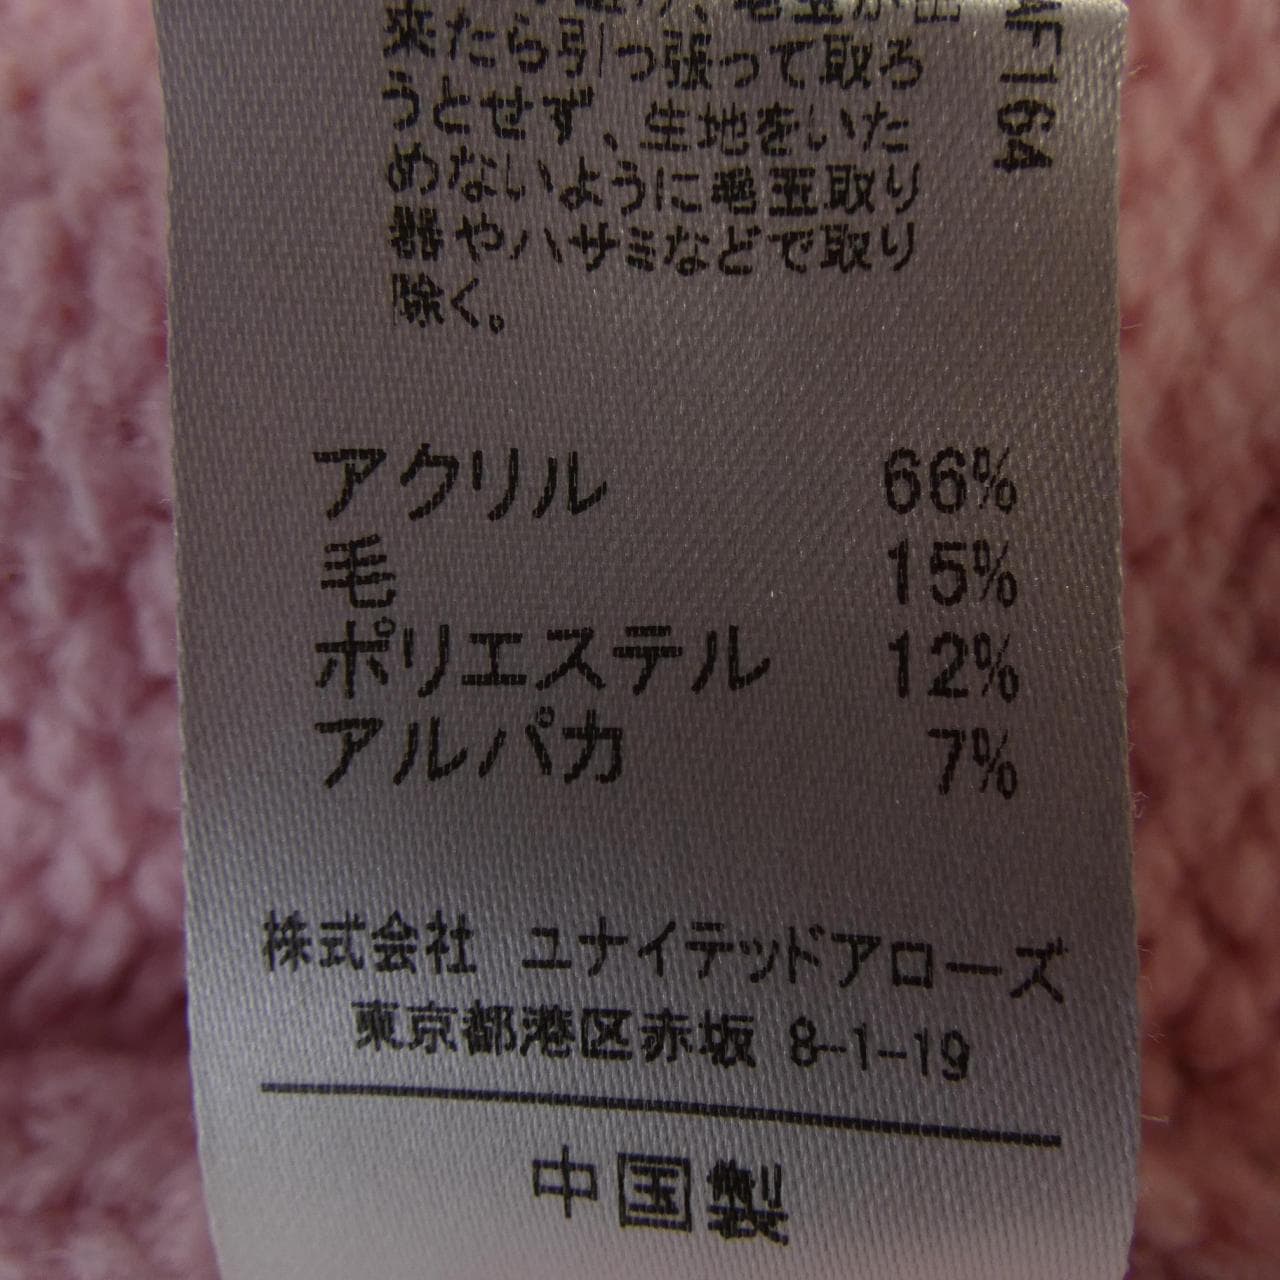 来たら引っ張って取ろ
うとせず、生地をいた
めないように毛玉取り
器やハサミなどで取り
除く。
F164
アクリル 66%
毛 15%
ポリエステル 12%
アルパカ 7%
株式会社 ユナイテッドアローズ
東京都港区赤坂 8-1-19
中国製